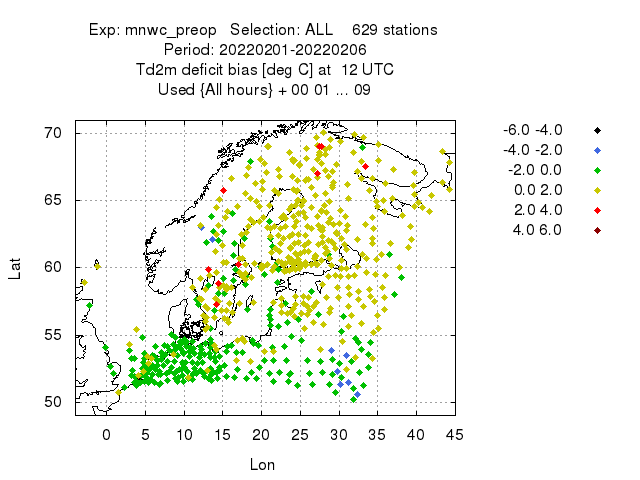 Exp: mnwc_preop   Selection: ALL    629 stations
Period: 20220201-20220206
Td2m deficit bias [deg C] at  12 UTC
Used {All hours} + 00 01 ... 09
70
65
60
55
50
Lat
0 5 10 15 20 25 30 35 40 45
Lon
-6.0 -4.0
-4.0 -2.0
-2.0 0.0
0.0 2.0
2.0 4.0
4.0 6.0